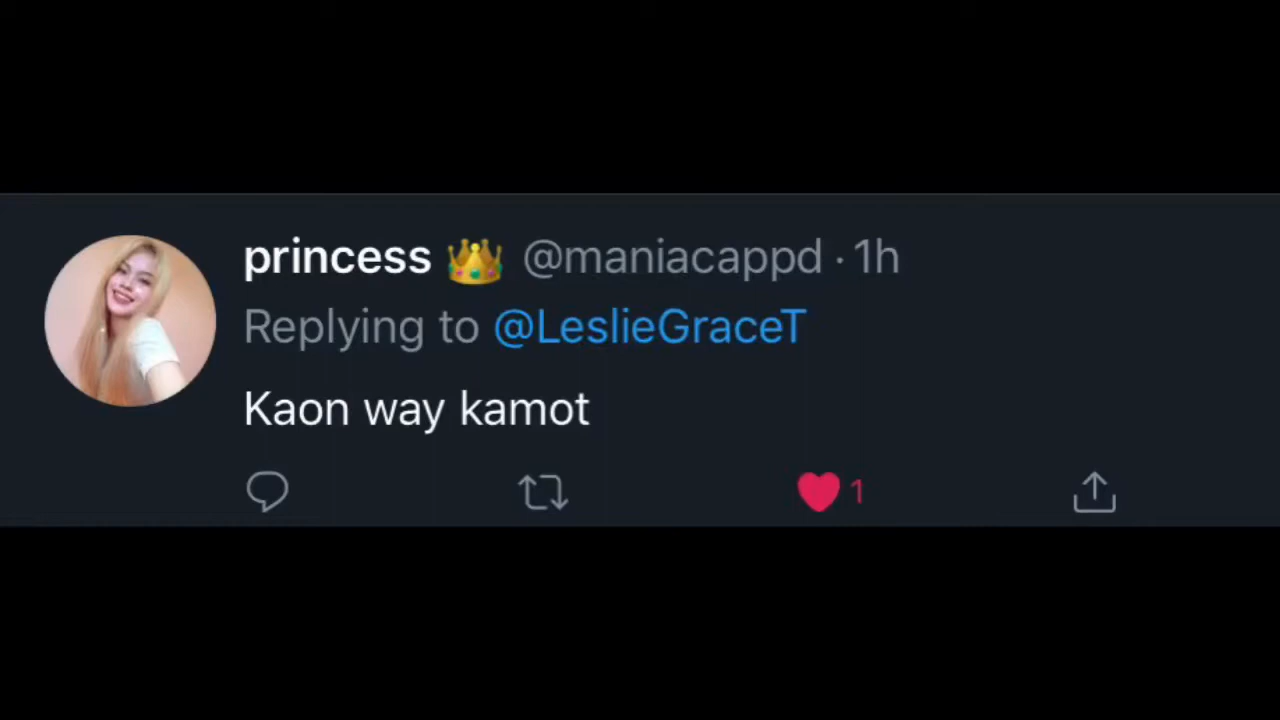 princess 👑 @maniacappd · 1h
Replying to @LeslieGraceT
Kaon way kamot
1